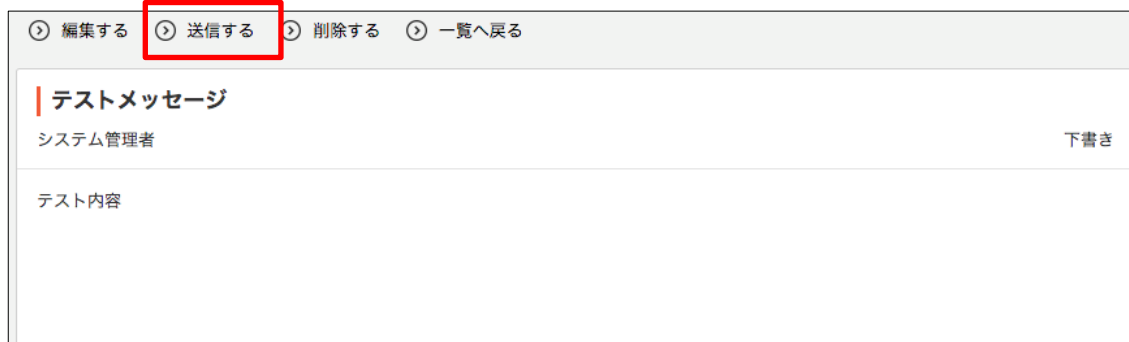 編集する 送信する 削除する 一覧へ戻る
テストメッセージ
システム管理者 下書き
テスト内容